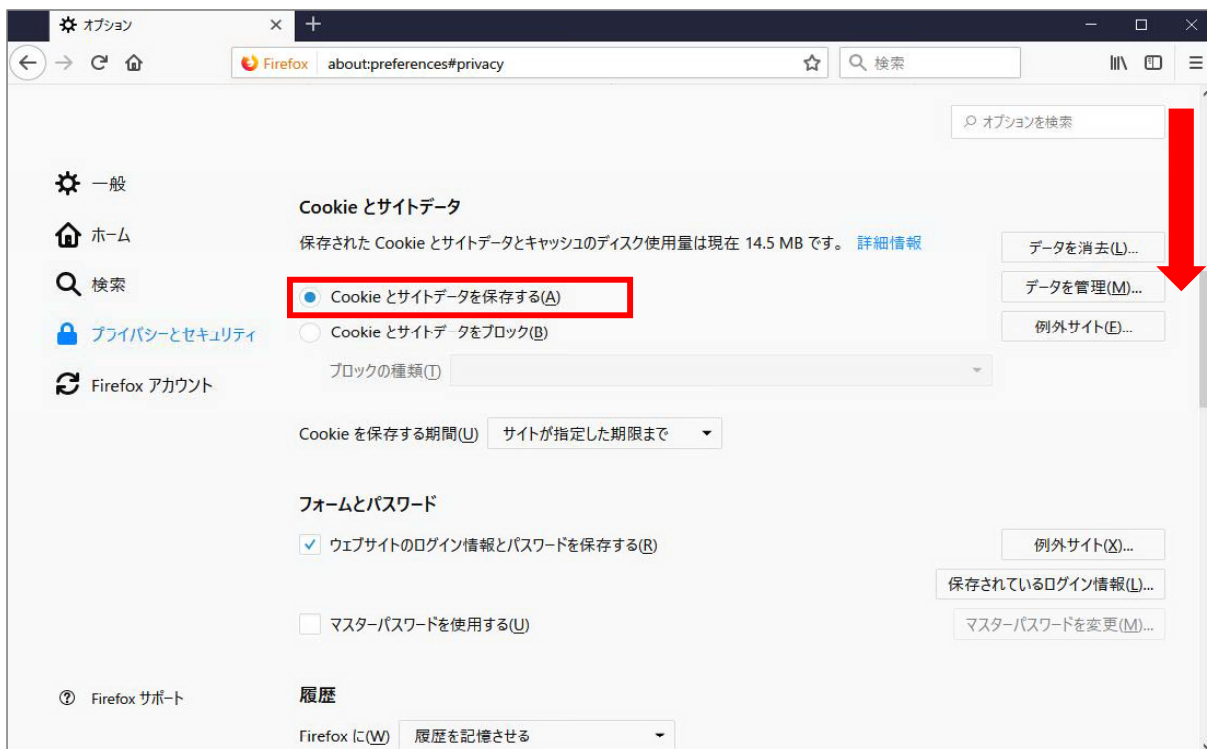 オプション
Firefox about:preferences#privacy 検索
オプションを検索
一般
ホーム
検索
プライバシーとセキュリティ
Firefox アカウント
Firefox サポート
Cookie とサイトデータ
保存された Cookie とサイトデータとキャッシュのディスク使用量は現在 14.5 MB です。 詳細情報
データを消去(L)...
Cookie とサイトデータを保存する(A)
データを管理(M)...
Cookie とサイトデータをブロック(B)
例外サイト(E)...
ブロックの種類(T)
Cookie を保存する期間(U) サイトが指定した期限まで
フォームとパスワード
ウェブサイトのログイン情報とパスワードを保存する(R)
例外サイト(X)...
保存されているログイン情報(L)...
マスターパスワードを使用する(U)
マスターパスワードを変更(M)...
履歴
Firefox に(W) 履歴を記憶させる